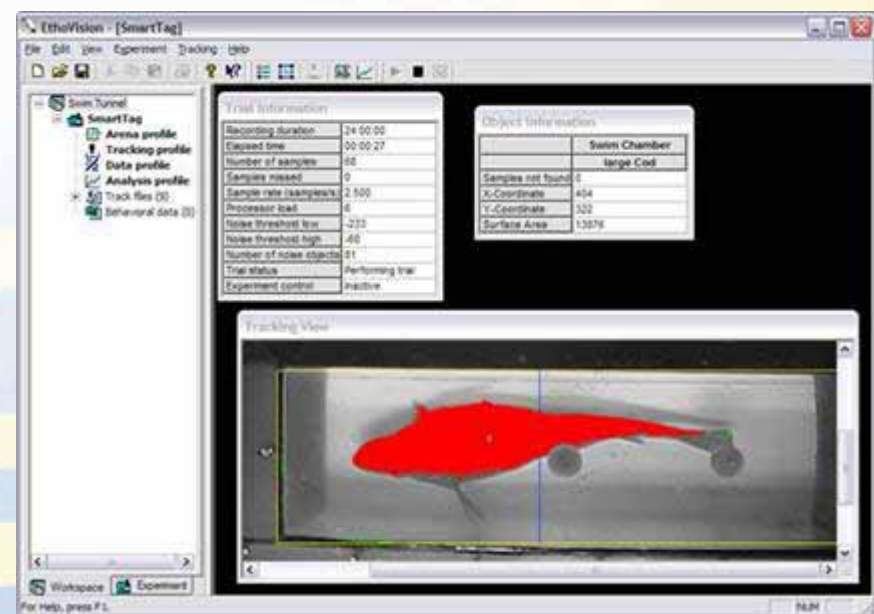 EthoVision - [SmartTag]
File Edit View Experiment Tracking Help
Swim Tunnel
SmartTag
Arena profile
Tracking profile
Data profile
Analysis profile
Track files (9)
Behavioral data (0)
Workspace
Experiment
Trial Information
Recording duration 24:00:00
Elapsed time 00:00:27
Number of samples 68
Samples missed 0
Sample rate (samples/s) 2.500
Processor load 6
Noise threshold low -233
Noise threshold high -60
Number of noise objects 81
Trial status Performing trial
Experiment control Inactive
Object Information
Swim Chamber
large Cod
Samples not found 0
X-Coordinate 404
Y-Coordinate 322
Surface Area 13876
Tracking View
For Help, press F1.
NUM